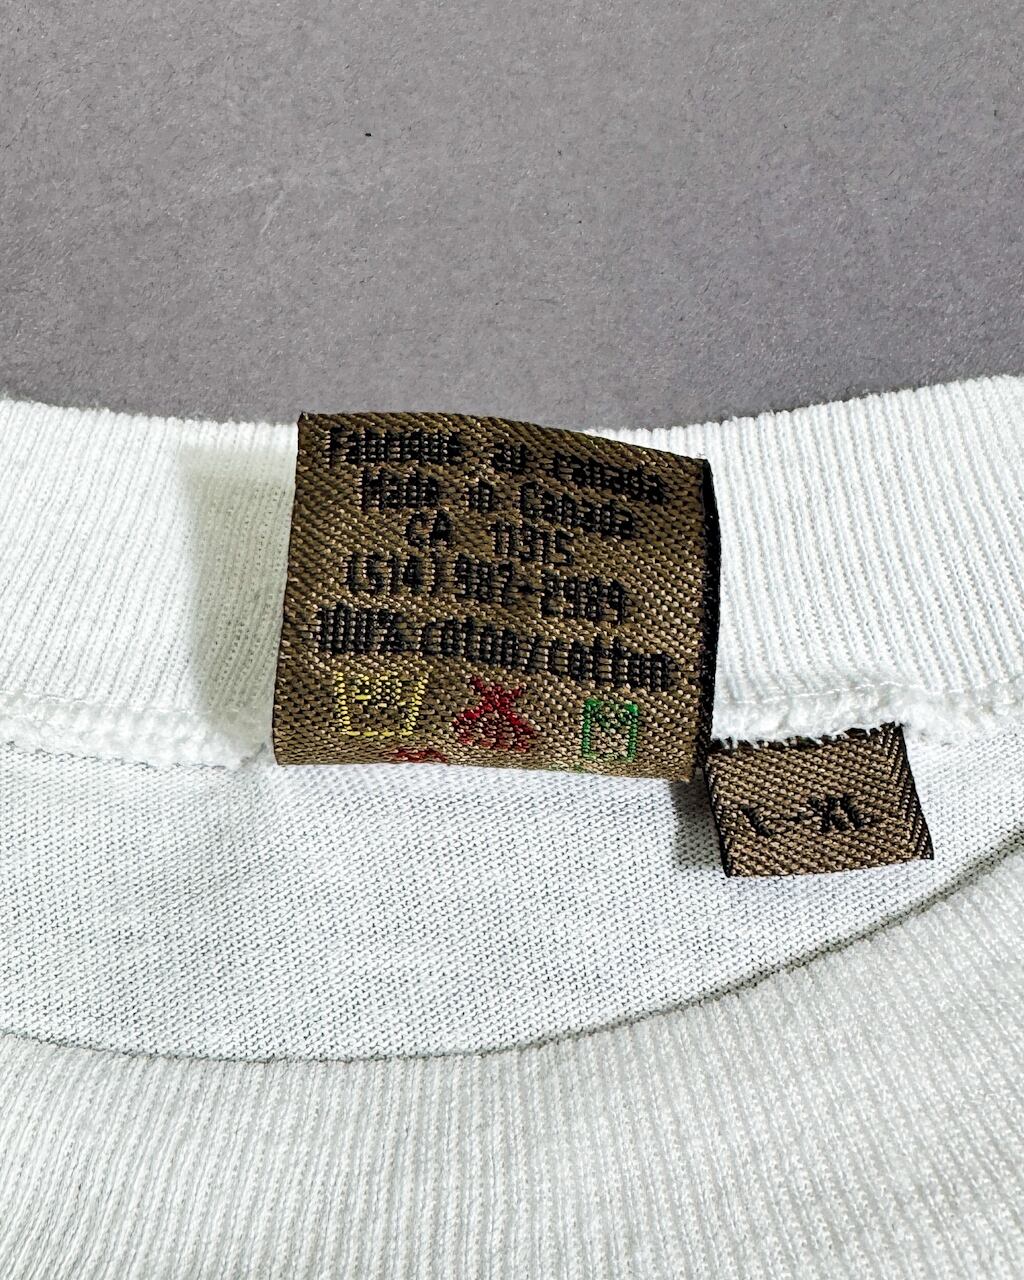 Fabriqué au canada
Made in Canada
CA 11915
(514) 982-2989
100% coton/cotton
L-XL